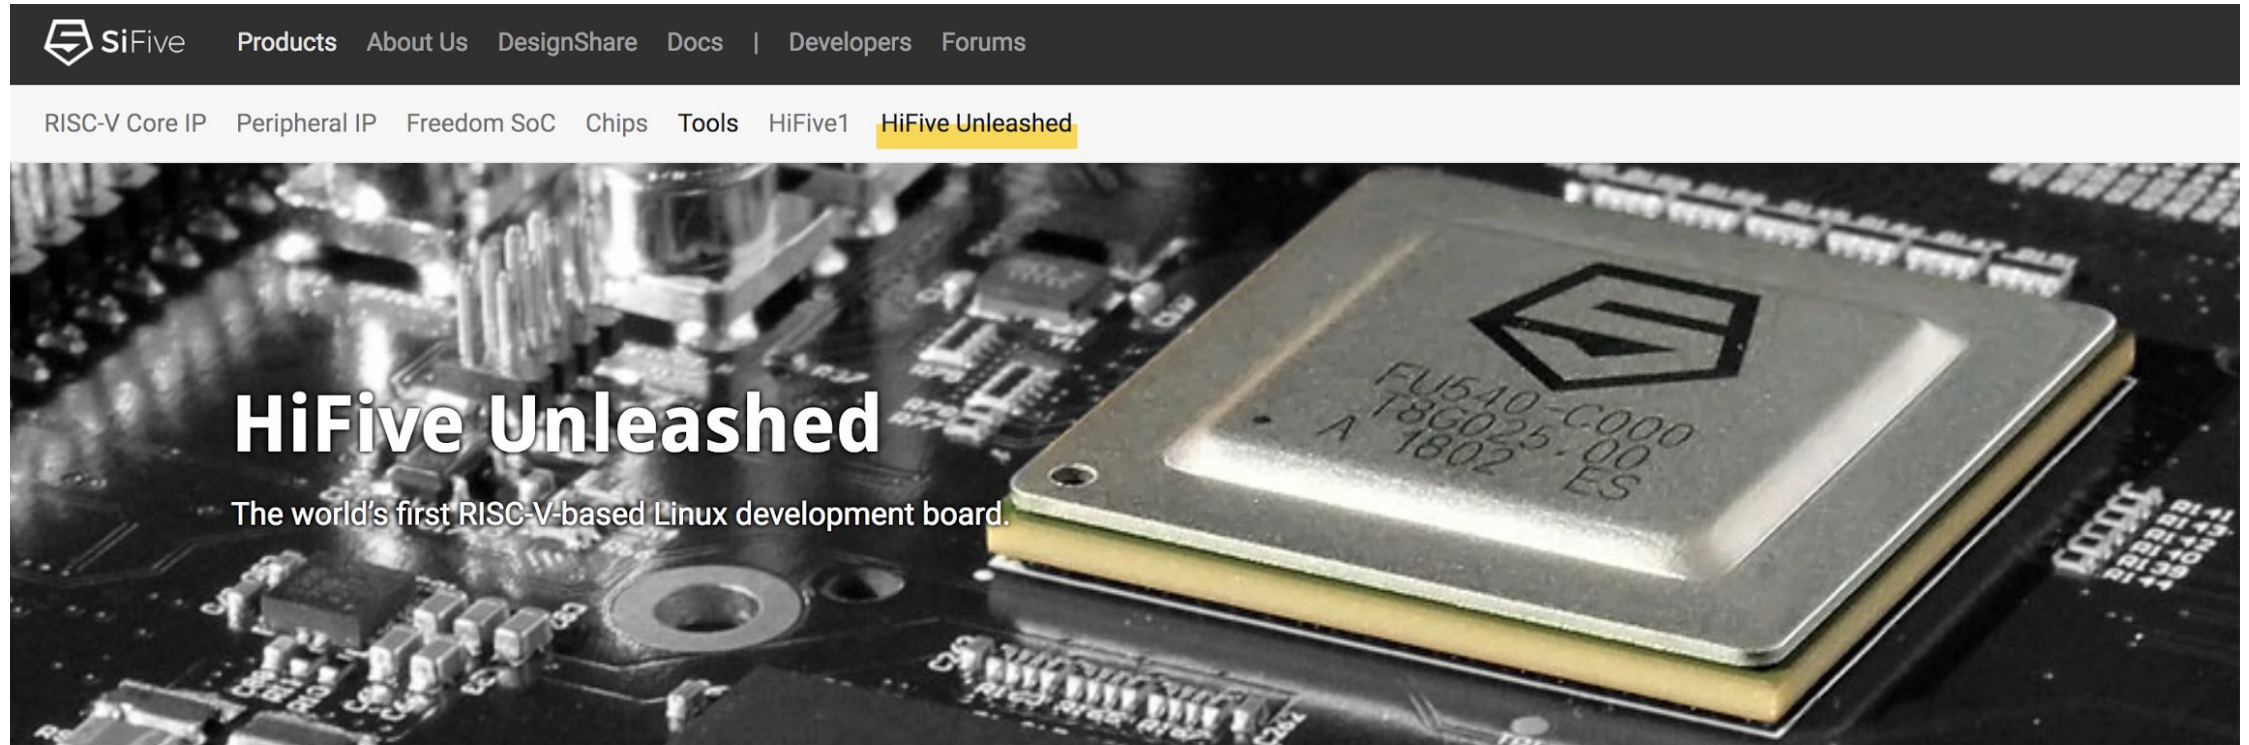 SiFive Products About Us DesignShare Docs | Developers Forums
RISC-V Core IP Peripheral IP Freedom SoC Chips Tools HiFive1 HiFive Unleashed
HiFive Unleashed
The world's first RISC-V-based Linux development board.
FU540-C000
T8G025.00
A 1802 ES